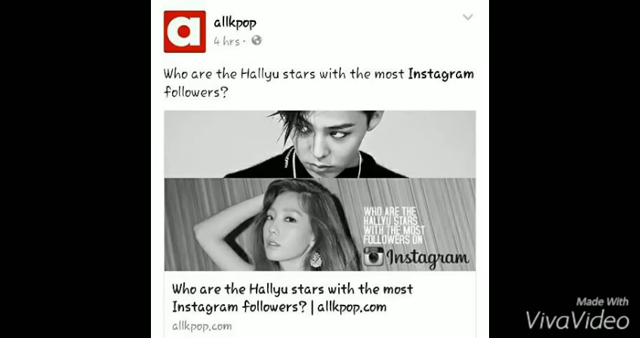 allkpop
4 hrs ·
Who are the Hallyu stars with the most Instagram
followers?
WHO ARE THE
HALLYU STARS
WITH THE MOST
FOLLOWERS ON
Instagram
Who are the Hallyu stars with the most
Instagram followers? | allkpop.com
allkpop.com
Made With
VivaVideo